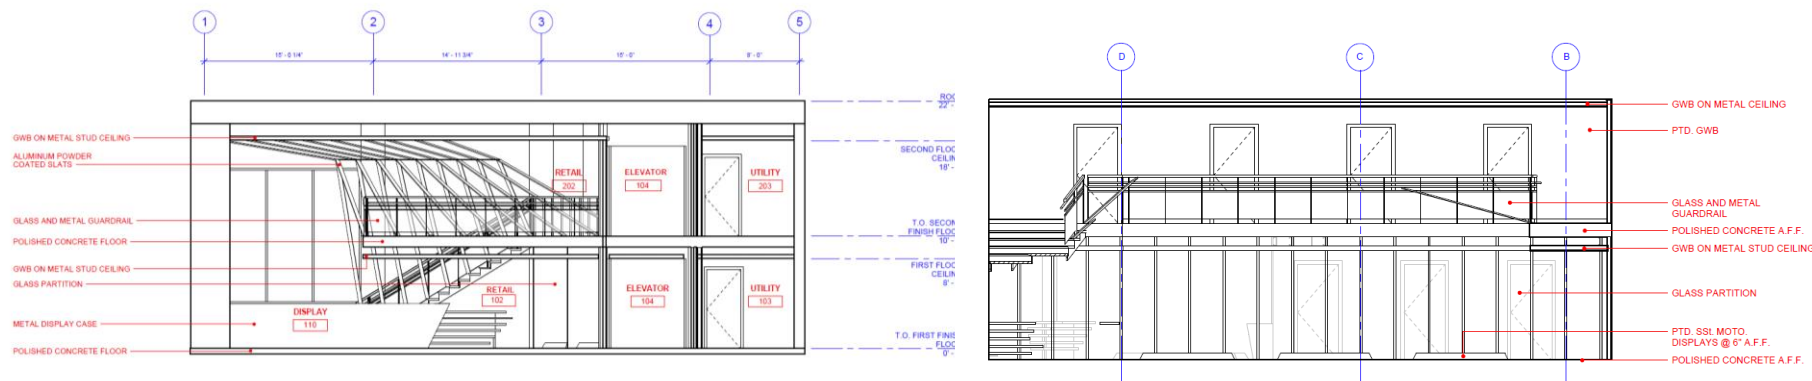 1
2
3
4
5
15' - 0 1/4"
14' - 11 3/4"
15' - 0"
8' - 0"
GWB ON METAL STUD CEILING
ALUMINUM POWDER
COATED SLATS
GLASS AND METAL GUARDRAIL
POLISHED CONCRETE FLOOR
GWB ON METAL STUD CEILING
GLASS PARTITION
METAL DISPLAY CASE
POLISHED CONCRETE FLOOR
RETAIL
202
ELEVATOR
104
UTILITY
203
RETAIL
102
ELEVATOR
104
UTILITY
103
DISPLAY
110
ROO
22' -
SECOND FLOO
CEILIN
18' -
T.O. SECON
FINISH FLOO
10' -
FIRST FLOO
CEILIN
8' -
T.O. FIRST FINIS
FLOO
0' -
D
C
B
GWB ON METAL CEILING
PTD. GWB
GLASS AND METAL
GUARDRAIL
POLISHED CONCRETE A.F.F.
GWB ON METAL STUD CEILING
GLASS PARTITION
PTD. SSt. MOTO.
DISPLAYS @ 6" A.F.F.
POLISHED CONCRETE A.F.F.